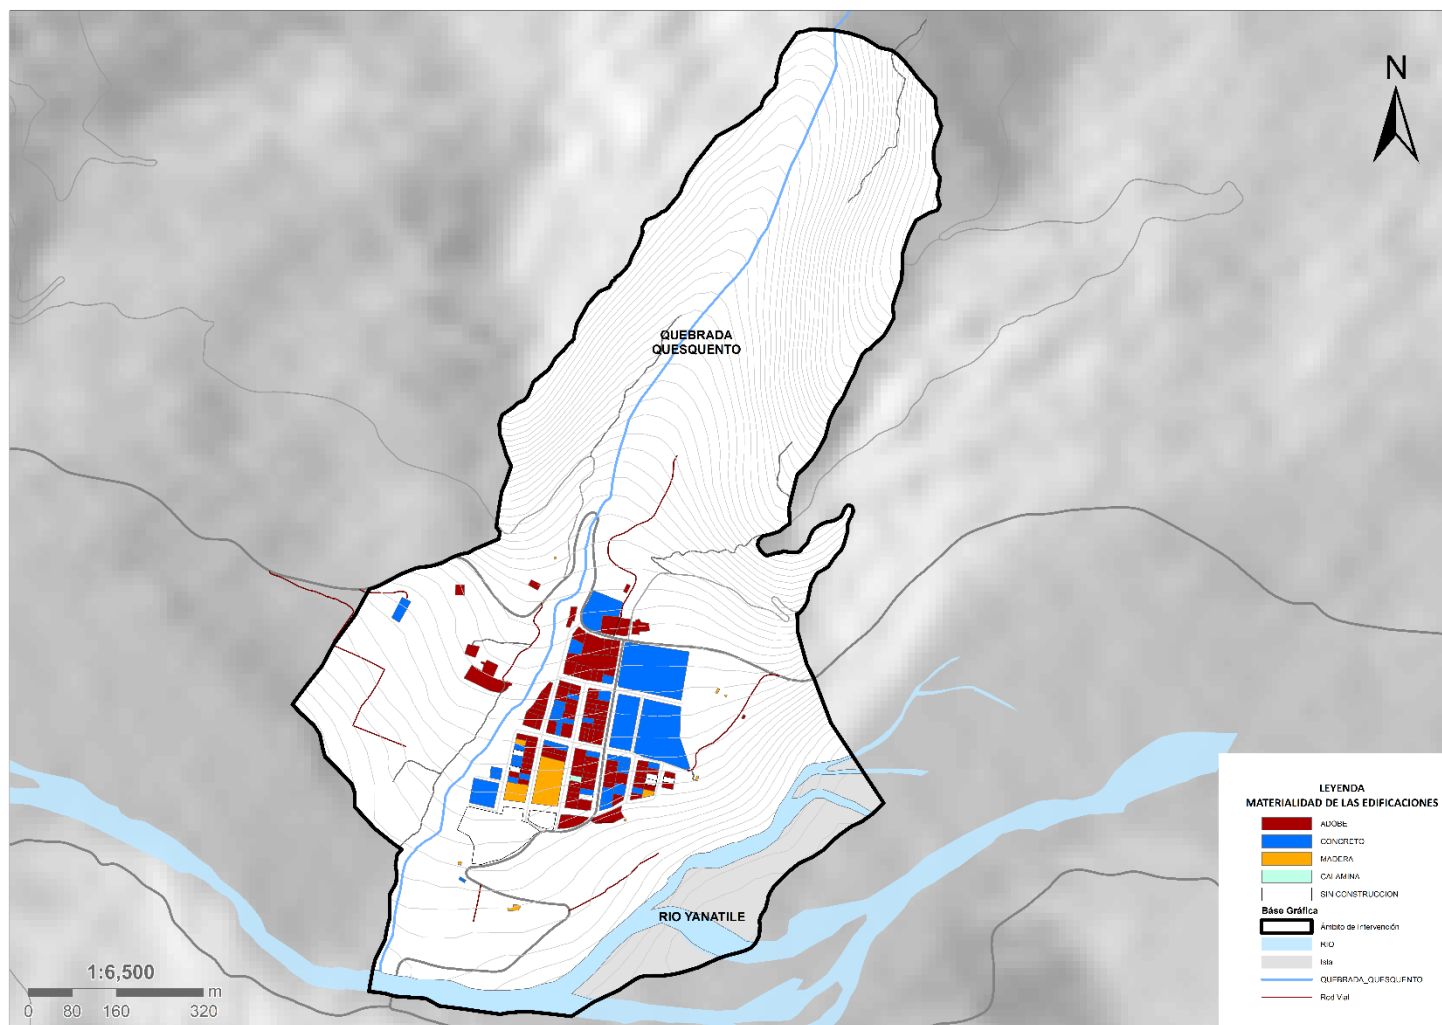 N
QUEBRADA
QUESQUENTO
RIO YANATILE
1:6,500
m
0 80 160 320
LEYENDA
MATERIALIDAD DE LAS EDIFICACIONES
ADOBE
CONCRETO
MADERA
CALAMINA
SIN CONSTRUCCION
Base Gráfica
Ámbito de Intervención
RIO
Isla
QUEBRADA_QUESQUENTO
Red Vial